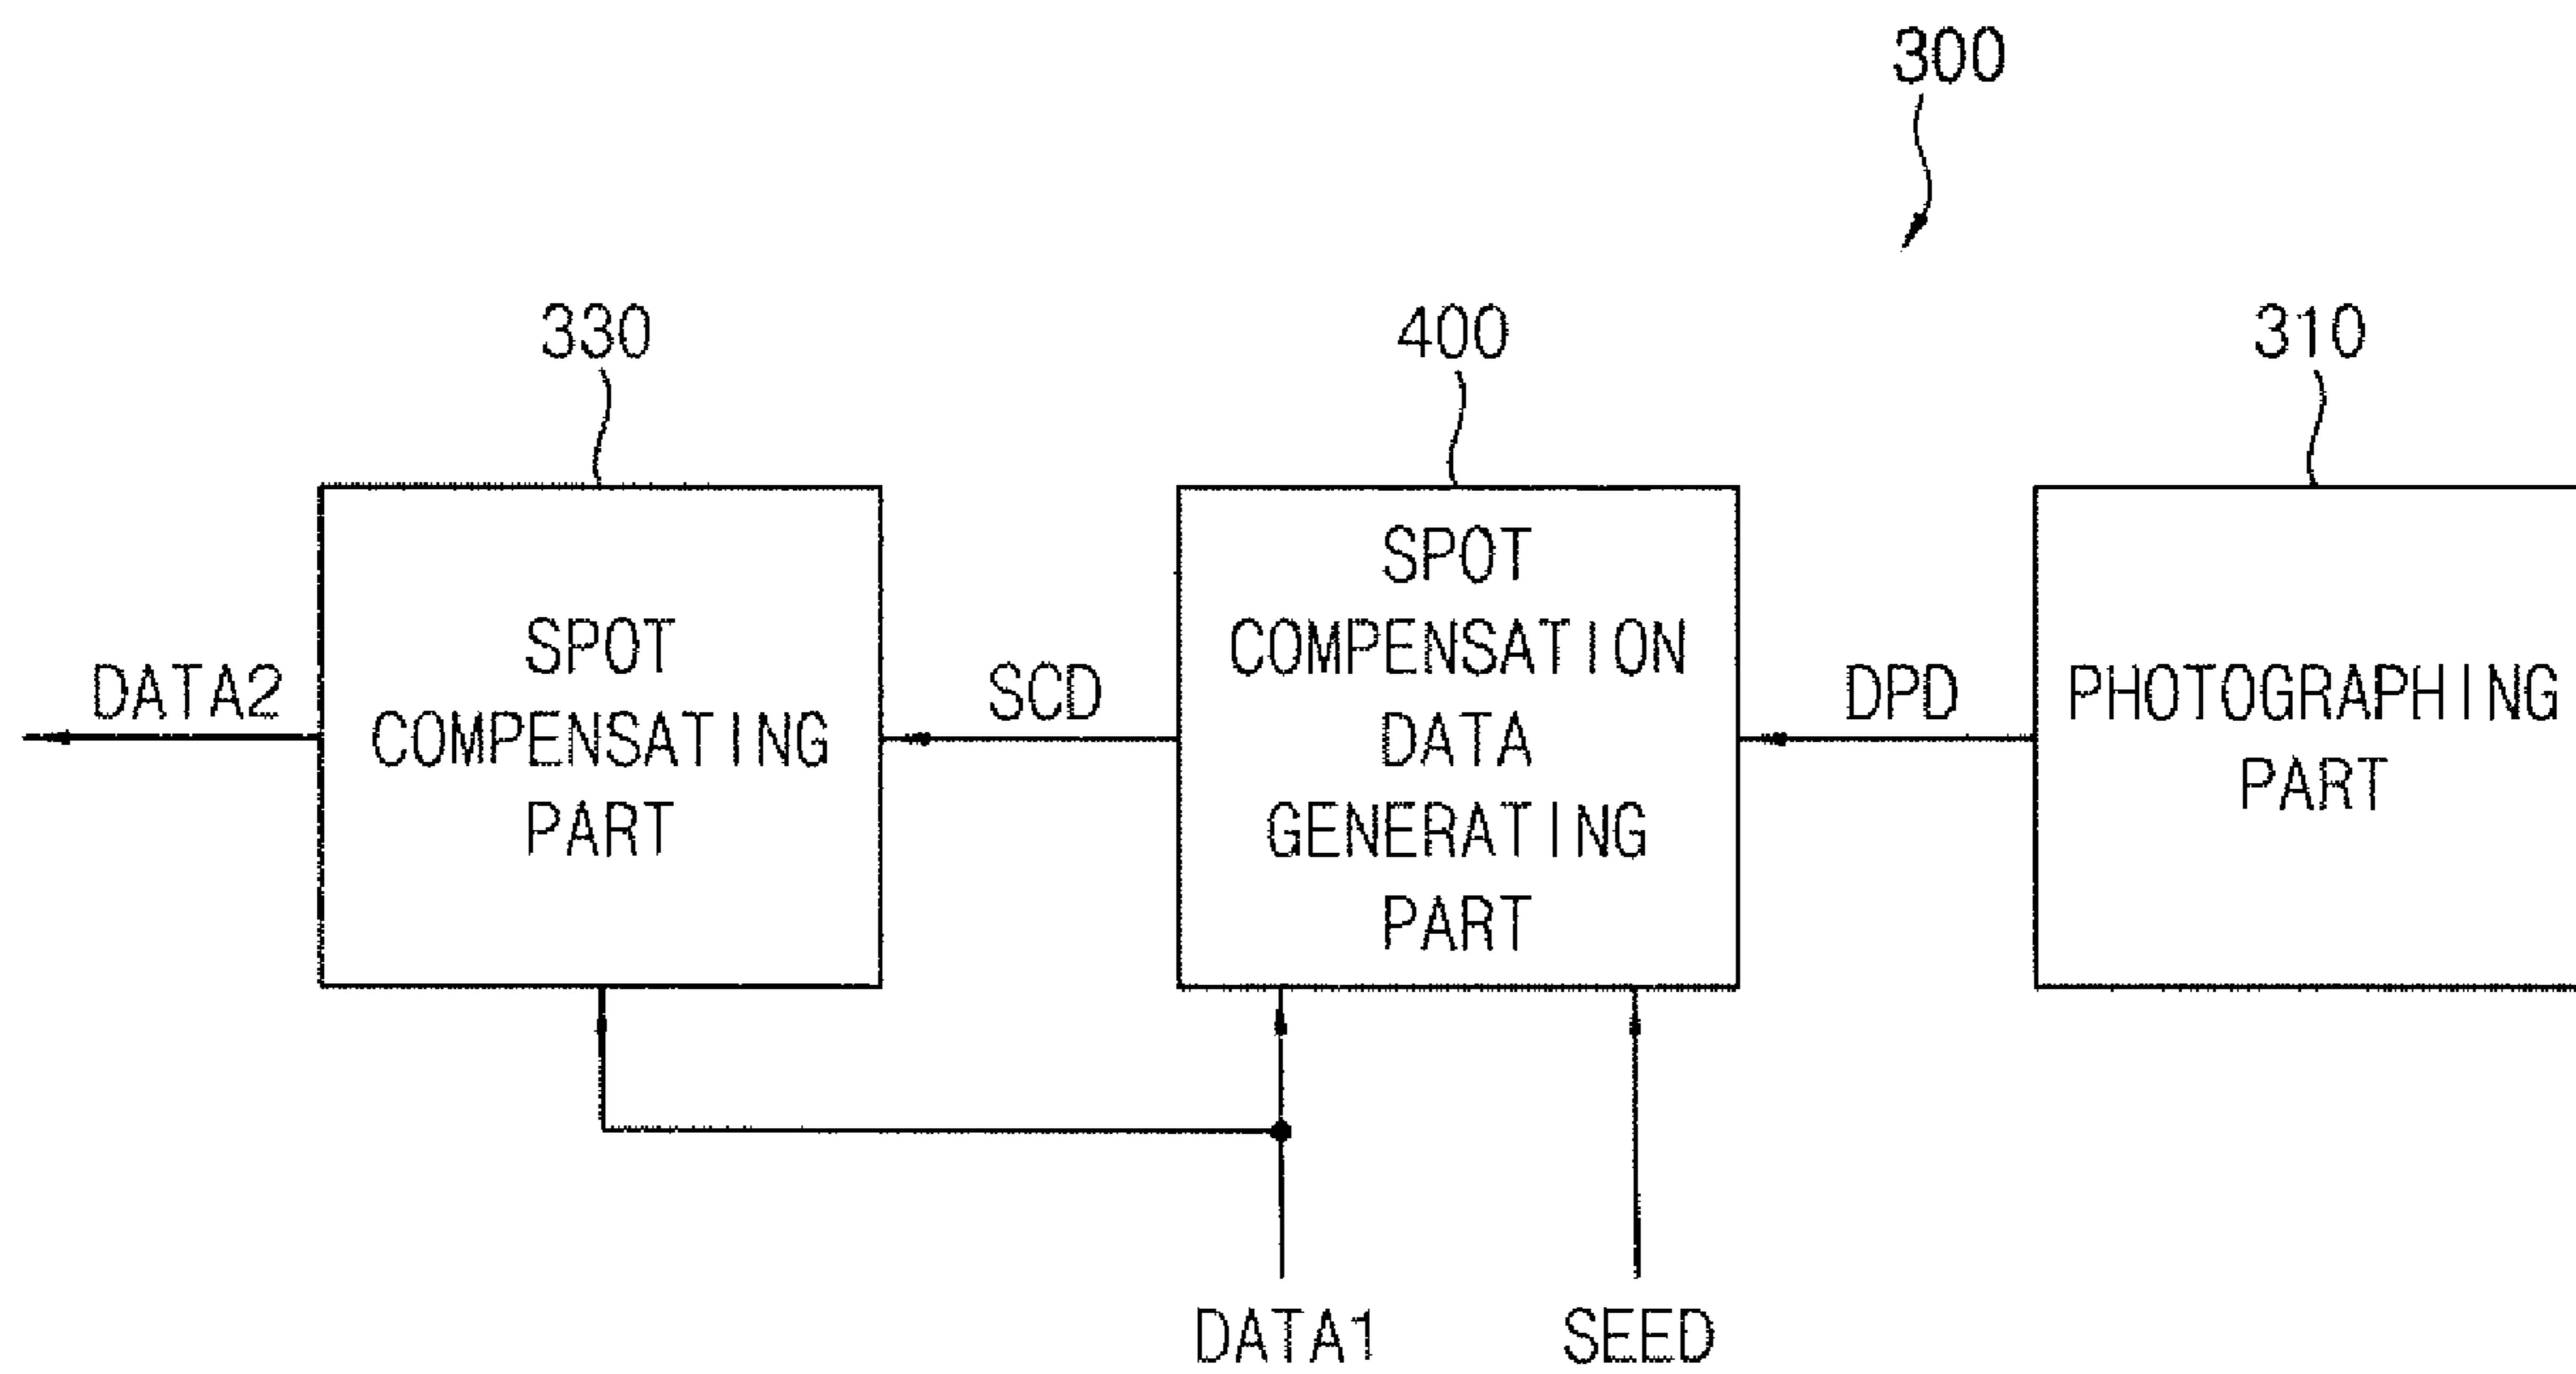 300
330
400
310
SPOT
COMPENSATING
PART
SPOT
COMPENSATION
DATA
GENERATING
PART
PHOTOGRAPHING
PART
DATA2
SCD
DPD
DATA1
SEED